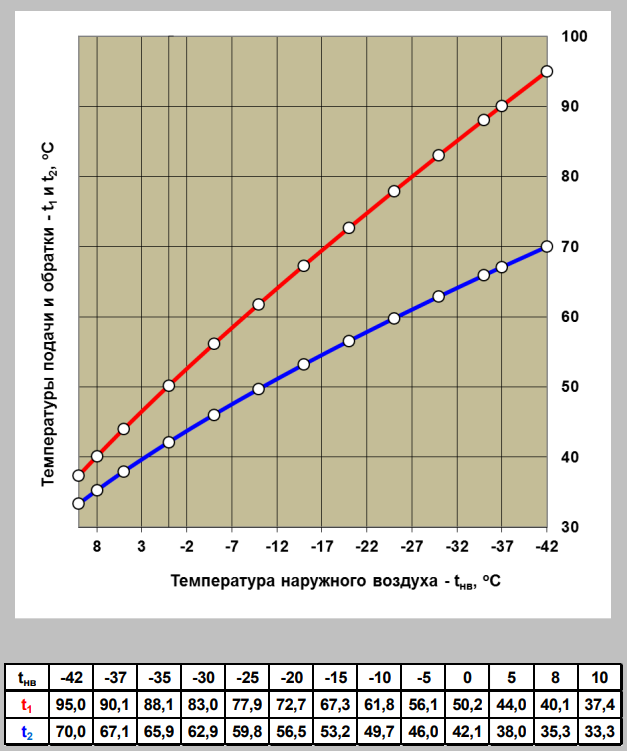 100
90
80
70
60
50
40
30
Температуры подачи и обратки - t1 и t2, °C
8 3 -2 -7 -12 -17 -22 -27 -32 -37 -42
Температура наружного воздуха - tнв, °C
tнв -42 -37 -35 -30 -25 -20 -15 -10 -5 0 5 8 10
t1 95,0 90,1 88,1 83,0 77,9 72,7 67,3 61,8 56,1 50,2 44,0 40,1 37,4
t2 70,0 67,1 65,9 62,9 59,8 56,5 53,2 49,7 46,0 42,1 38,0 35,3 33,3